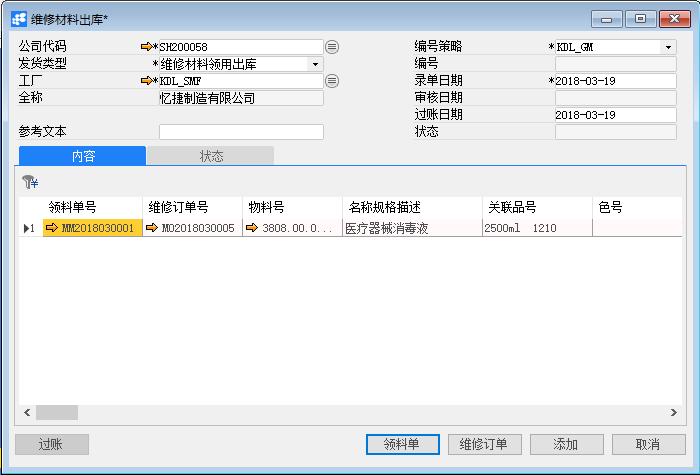 维修材料出库*
公司代码 *SH200058 编号策略 *KDL_GM
发货类型 *维修材料领用出库 编号
工厂 *KDL_SMF 录单日期 *2018-03-19
全称 忆捷制造有限公司 审核日期
过账日期 2018-03-19
参考文本 状态
内容 状态
领料单号 维修订单号 物料号 名称规格描述 关联品号 色号
1 MM2018030001 MO2018030005 3808.00.0... 医疗器械消毒液 2500ml 1210
过账 领料单 维修订单 添加 取消